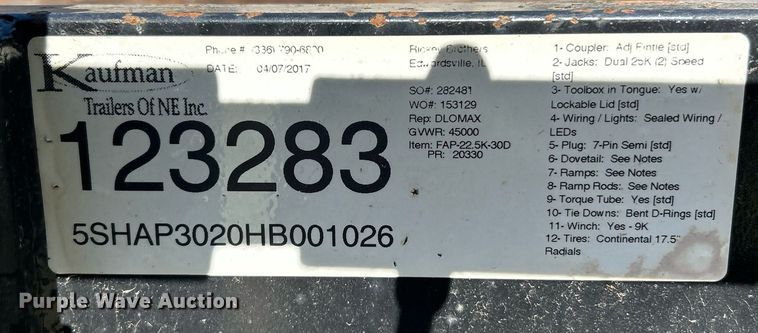 Kaufman
Trailers Of NE Inc.
Phone #
DATE: 04/07/2017
123283
5SHAP3020HB001026
Brothers
Edwardsville, IL
SO#: 282481
WO#: 153129
Rep: DLOMAX
GVWR: 45000
Item: FAP-22.5K-30D
PR: 20330
1- Coupler: Adj Pintle [std]
2- Jacks: Dual 25K (2) Speed
[std]
3- Toolbox in Tongue: Yes w/
Lockable Lid [std]
4- Wiring / Lights: Sealed Wiring /
LEDs
5- Plug: 7-Pin Semi [std]
6- Dovetail: See Notes
7- Ramps: See Notes
8- Ramp Rods: See Notes
9- Torque Tube: Yes [std]
10- Tie Downs: Bent D-Rings [std]
11- Winch: Yes - 9K
12- Tires: Continental 17.5"
Radials
Purple Wave Auction